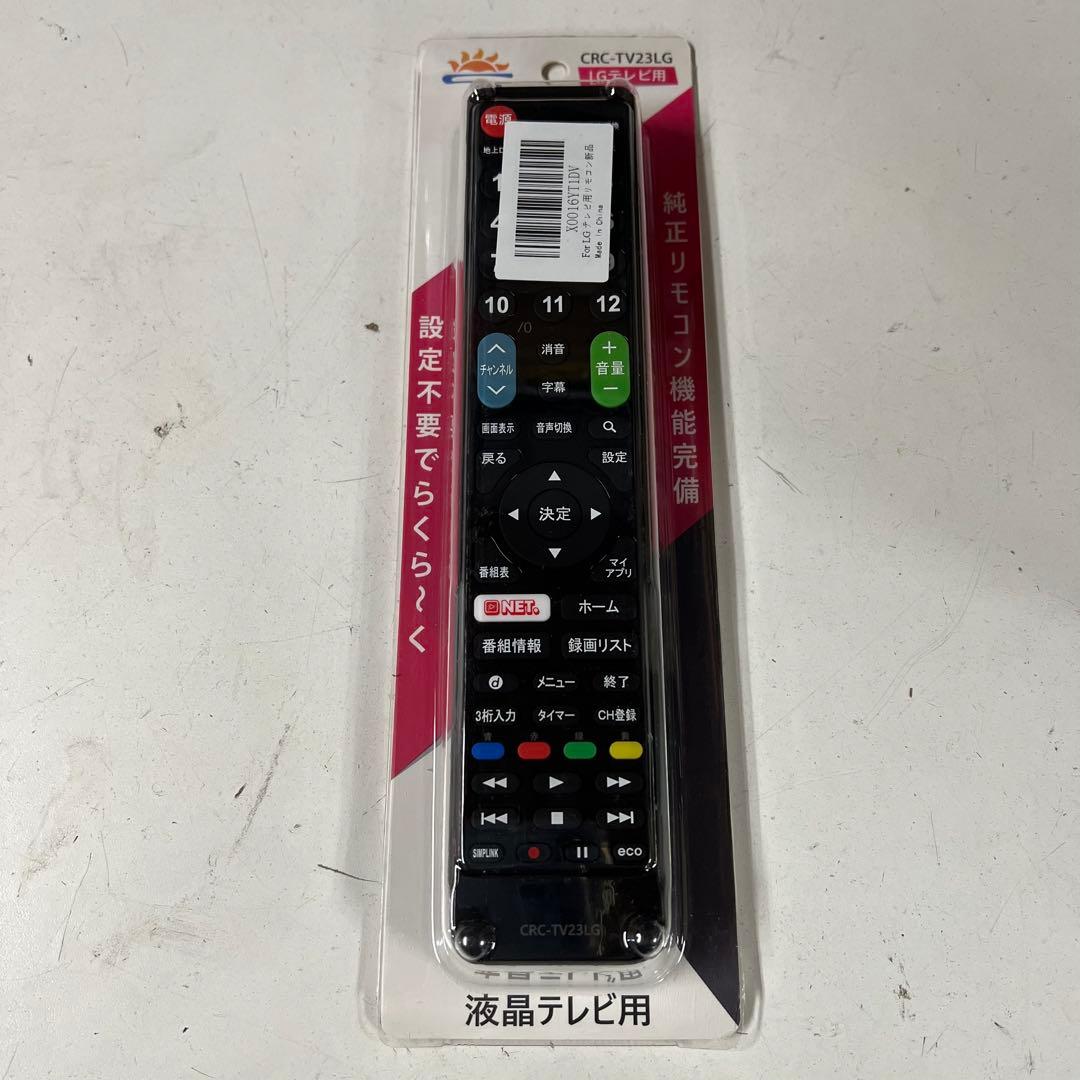 CRC-TV23LG
LGテレビ用
純正リモコン機能完備
設定不要でらくら~く
電源
X0016YT1DV
For LG テレビ用リモコン新品
Made in China
10
11
12
/0
チャンネル
消音
字幕
+
音量
−
画面表示
音声切換
戻る
設定
決定
番組表
マイ
アプリ
NET.
ホーム
番組情報
録画リスト
d
メニュー
終了
3桁入力
タイマー
CH登録
青
赤
緑
黄
SIMPLINK
eco
CRC-TV23LG
液晶テレビ用